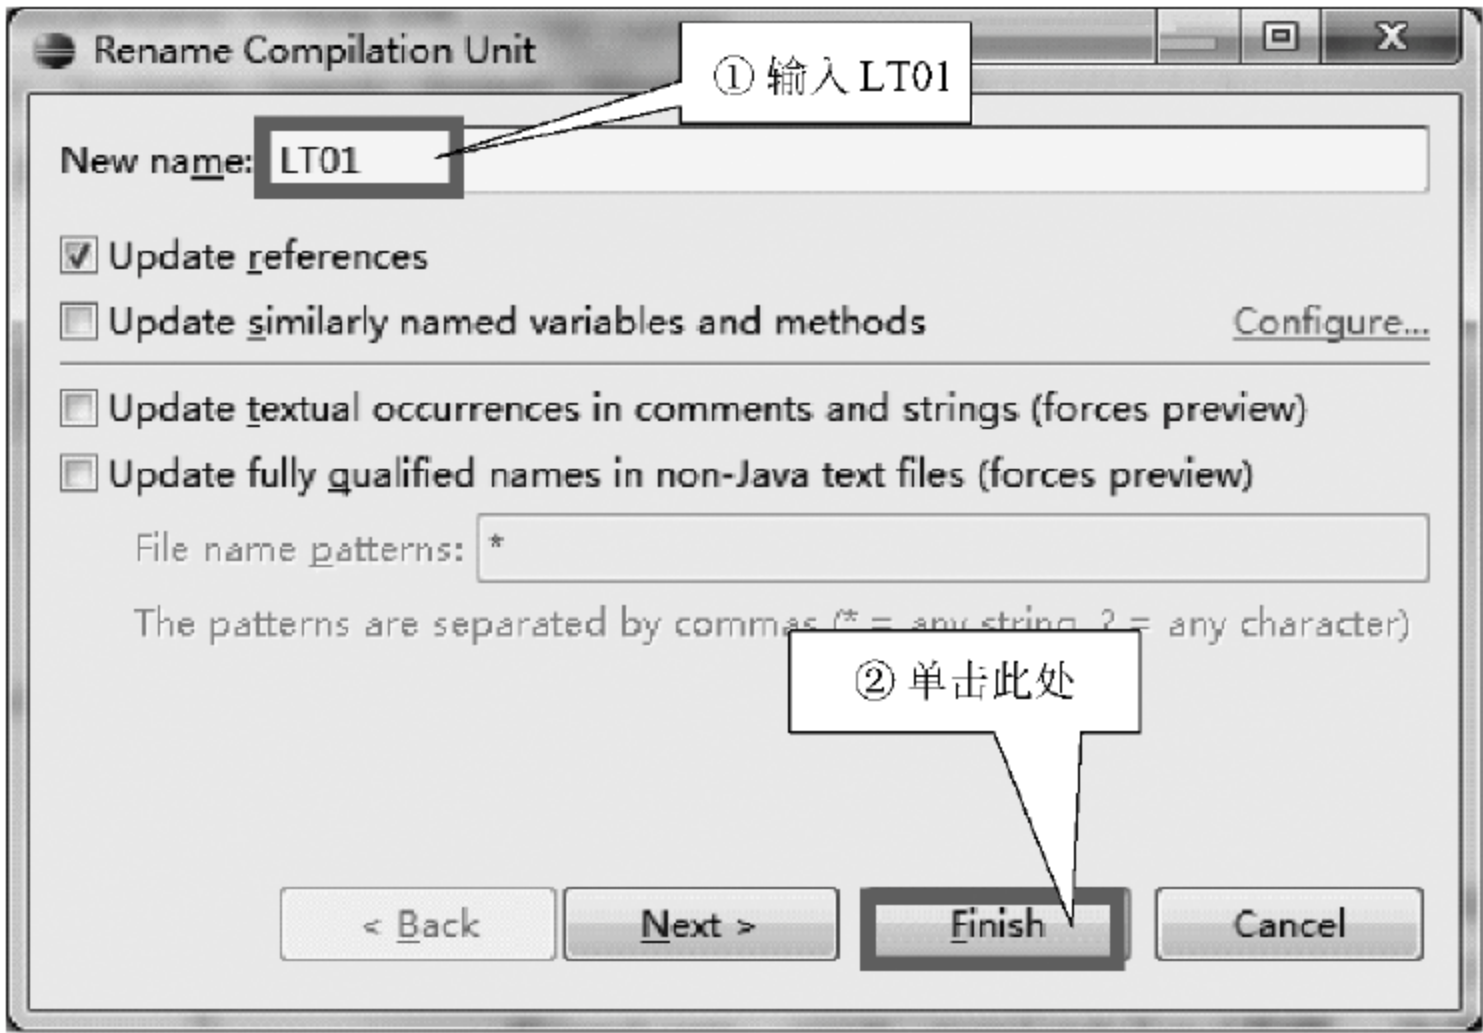 Rename Compilation Unit
① 输入 LT01
New name: LT01
Update references
Update similarly named variables and methods Configure...
Update textual occurrences in comments and strings (forces preview)
Update fully qualified names in non-Java text files (forces preview)
File name patterns: *
The patterns are separated by commas (* = any string, ? = any character)
② 单击此处
< Back Next > Finish Cancel